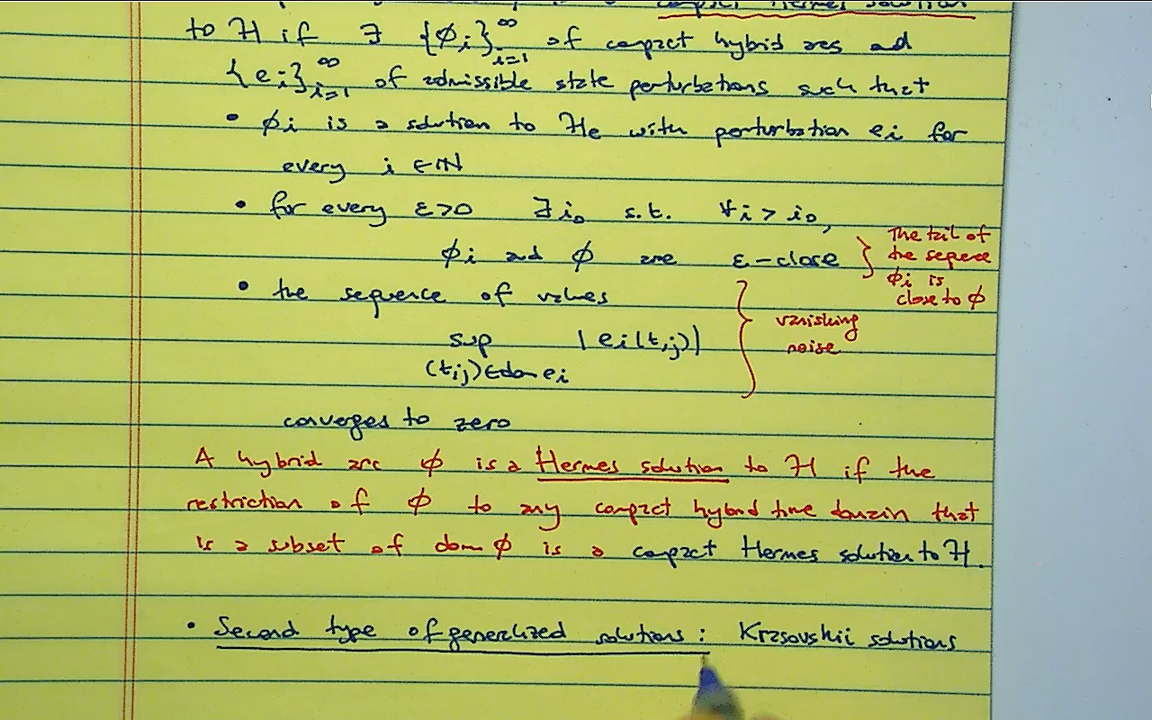 compact Hermes solution
to H if ∃ {ϕi}∞i=1 of compact hybrid arcs and
{ei}∞i=1 of admissible state perturbations such that
• ϕi is a solution to He with perturbation ei for
every i ∈ N
• for every ε>0 ∃ i0 s.t. ∀ i > i0,
ϕi and ϕ are ε-close } The tail of
the sequence
ϕi is
close to ϕ
• the sequence of values
sup |ei(t,j)| } vanishing
noise
(t,j)∈dom ei
converges to zero
A hybrid arc ϕ is a Hermes solution to H if the
restriction of ϕ to any compact hybrid time domain that
is a subset of dom ϕ is a compact Hermes solution to H.
• Second type of generalized solutions: Krasovskii solutions